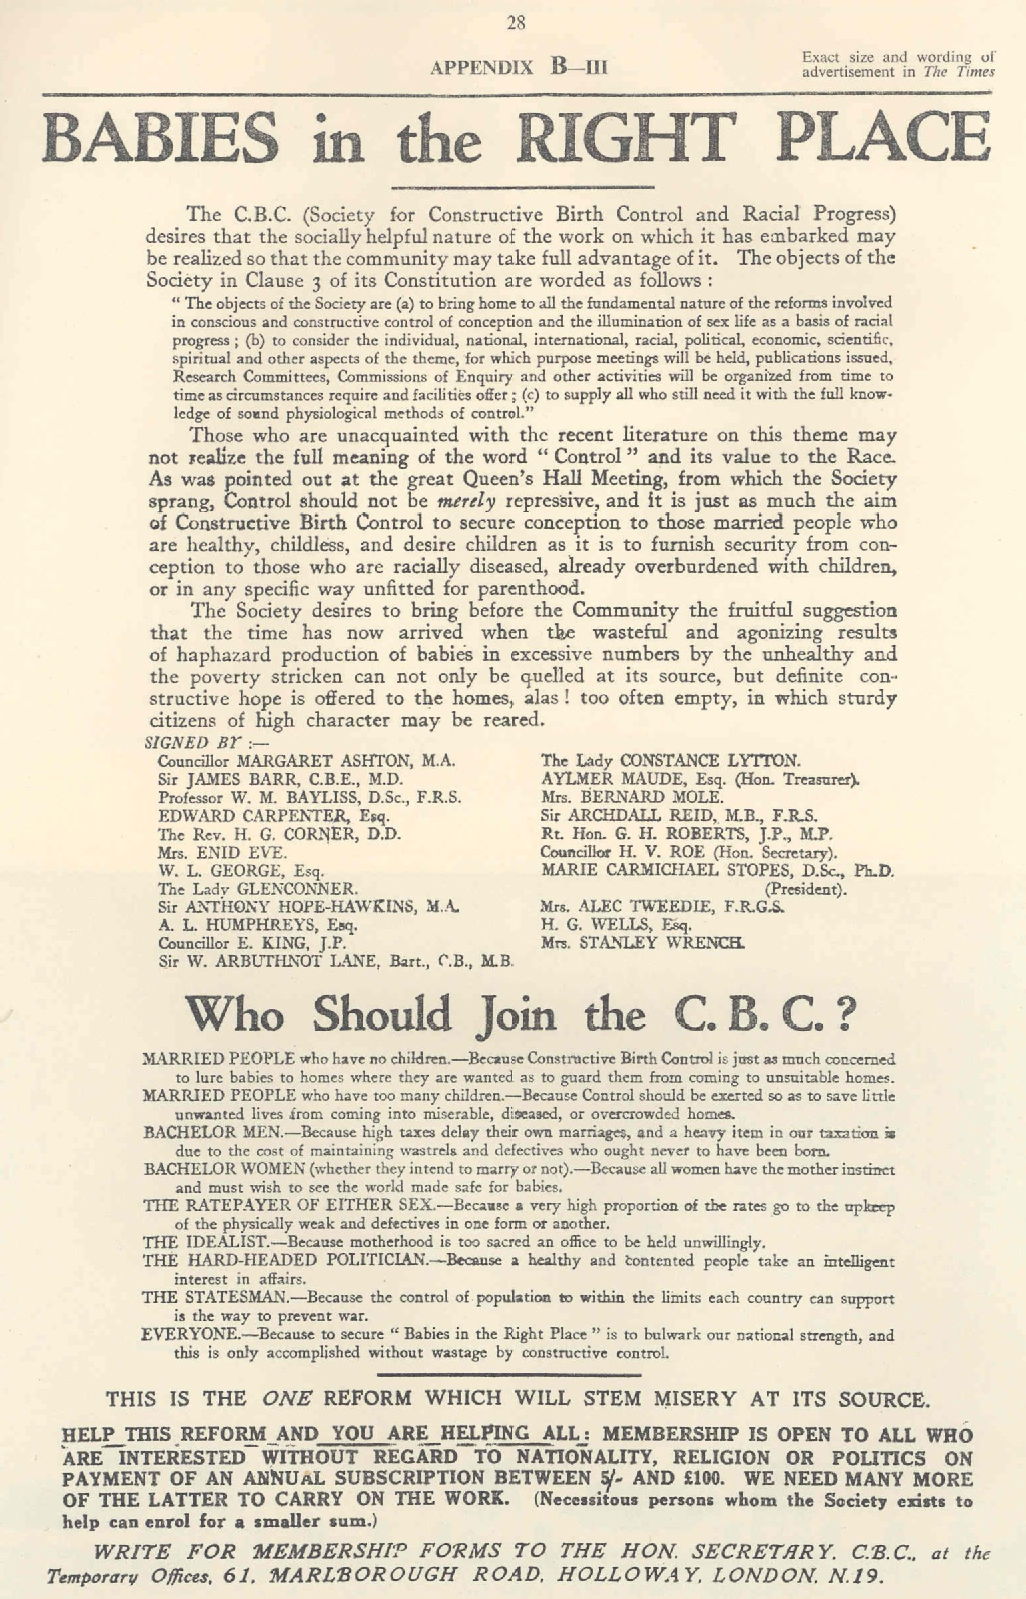 28
APPENDIX B—III
Exact size and wording of
advertisement in The Times
BABIES in the RIGHT PLACE
The C.B.C. (Society for Constructive Birth Control and Racial Progress)
desires that the socially helpful nature of the work on which it has embarked may
be realized so that the community may take full advantage of it. The objects of the
Society in Clause 3 of its Constitution are worded as follows :
“ The objects of the Society are (a) to bring home to all the fundamental nature of the reforms involved
in conscious and constructive control of conception and the illumination of sex life as a basis of racial
progress ; (b) to consider the individual, national, international, racial, political, economic, scientific,
spiritual and other aspects of the theme, for which purpose meetings will be held, publications issued,
Research Committees, Commissions of Enquiry and other activities will be organized from time to
time as circumstances require and facilities offer ; (c) to supply all who still need it with the full know-
ledge of sound physiological methods of control.”
Those who are unacquainted with the recent literature on this theme may
not realize the full meaning of the word “ Control ” and its value to the Race.
As was pointed out at the great Queen's Hall Meeting, from which the Society
sprang, Control should not be merely repressive, and it is just as much the aim
of Constructive Birth Control to secure conception to those married people who
are healthy, childless, and desire children as it is to furnish security from con-
ception to those who are racially diseased, already overburdened with children,
or in any specific way unfitted for parenthood.
The Society desires to bring before the Community the fruitful suggestion
that the time has now arrived when the wasteful and agonizing results
of haphazard production of babies in excessive numbers by the unhealthy and
the poverty stricken can not only be quelled at its source, but definite con-
structive hope is offered to the homes, alas ! too often empty, in which sturdy
citizens of high character may be reared.
SIGNED BY :—
Councillor MARGARET ASHTON, M.A.
Sir JAMES BARR, C.B.E., M.D.
Professor W. M. BAYLISS, D.Sc., F.R.S.
EDWARD CARPENTER, Esq.
The Rev. H. G. CORNER, D.D.
Mrs. ENID EVE.
W. L. GEORGE, Esq.
The Lady GLENCONNER.
Sir ANTHONY HOPE-HAWKINS, M.A.
A. L. HUMPHREYS, Esq.
Councillor E. KING, J.P.
Sir W. ARBUTHNOT LANE, Bart., C.B., M.B.
The Lady CONSTANCE LYTTON.
AYLMER MAUDE, Esq. (Hon. Treasurer).
Mrs. BERNARD MOLE.
Sir ARCHDALL REID, M.B., F.R.S.
Rt. Hon. G. H. ROBERTS, J.P., M.P.
Councillor H. V. ROE (Hon. Secretary).
MARIE CARMICHAEL STOPES, D.Sc., Ph.D.
(President).
Mrs. ALEC TWEEDIE, F.R.G.S.
H. G. WELLS, Esq.
Mrs. STANLEY WRENCH.
Who Should Join the C. B. C. ?
MARRIED PEOPLE who have no children.—Because Constructive Birth Control is just as much concerned
to lure babies to homes where they are wanted as to guard them from coming to unsuitable homes.
MARRIED PEOPLE who have too many children.—Because Control should be exerted so as to save little
unwanted lives from coming into miserable, diseased, or overcrowded homes.
BACHELOR MEN.—Because high taxes delay their own marriages, and a heavy item in our taxation is
due to the cost of maintaining wastrels and defectives who ought never to have been born.
BACHELOR WOMEN (whether they intend to marry or not).—Because all women have the mother instinct
and must wish to see the world made safe for babies.
THE RATEPAYER OF EITHER SEX.—Because a very high proportion of the rates go to the upkeep
of the physically weak and defectives in one form or another.
THE IDEALIST.—Because motherhood is too sacred an office to be held unwillingly.
THE HARD-HEADED POLITICIAN.—Because a healthy and contented people take an intelligent
interest in affairs.
THE STATESMAN.—Because the control of population to within the limits each country can support
is the way to prevent war.
EVERYONE.—Because to secure “ Babies in the Right Place ” is to bulwark our national strength, and
this is only accomplished without wastage by constructive control.
THIS IS THE ONE REFORM WHICH WILL STEM MISERY AT ITS SOURCE.
HELP THIS REFORM AND YOU ARE HELPING ALL: MEMBERSHIP IS OPEN TO ALL WHO
ARE INTERESTED WITHOUT REGARD TO NATIONALITY, RELIGION OR POLITICS ON
PAYMENT OF AN ANNUAL SUBSCRIPTION BETWEEN 5/- AND £100. WE NEED MANY MORE
OF THE LATTER TO CARRY ON THE WORK. (Necessitous persons whom the Society exists to
help can enrol for a smaller sum.)
WRITE FOR MEMBERSHIP FORMS TO THE HON. SECRETARY, C.B.C., at the
Temporary Offices, 61, MARLBOROUGH ROAD, HOLLOWAY, LONDON, N.19.